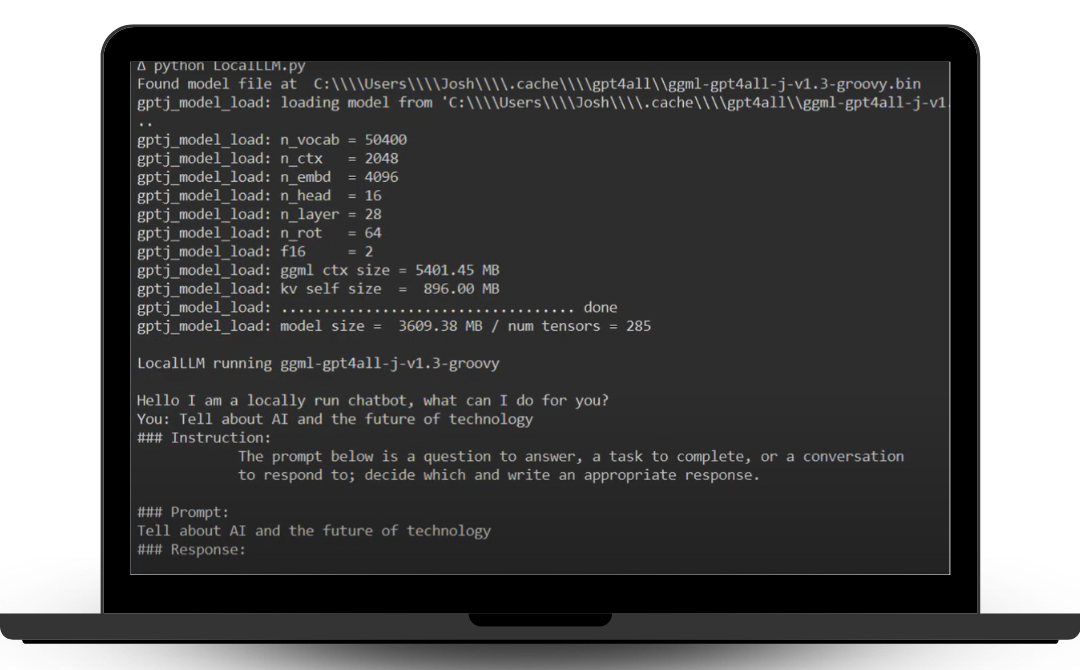 Δ python LocalLLM.py
Found model file at  C:\\\\Users\\\\Josh\\\\.cache\\\\gpt4all\\ggml-gpt4all-j-v1.3-groovy.bin
gptj_model_load: loading model from 'C:\\\\Users\\\\Josh\\\\.cache\\\\gpt4all\\ggml-gpt4all-j-v1.
..
gptj_model_load: n_vocab = 50400
gptj_model_load: n_ctx   = 2048
gptj_model_load: n_embd  = 4096
gptj_model_load: n_head  = 16
gptj_model_load: n_layer = 28
gptj_model_load: n_rot   = 64
gptj_model_load: f16     = 2
gptj_model_load: ggml ctx size = 5401.45 MB
gptj_model_load: kv self size  =  896.00 MB
gptj_model_load: ................................... done
gptj_model_load: model size =  3609.38 MB / num tensors = 285
LocalLLM running ggml-gpt4all-j-v1.3-groovy
Hello I am a locally run chatbot, what can I do for you?
You: Tell about AI and the future of technology
### Instruction:
The prompt below is a question to answer, a task to complete, or a conversation
to respond to; decide which and write an appropriate response.
### Prompt:
Tell about AI and the future of technology
### Response: